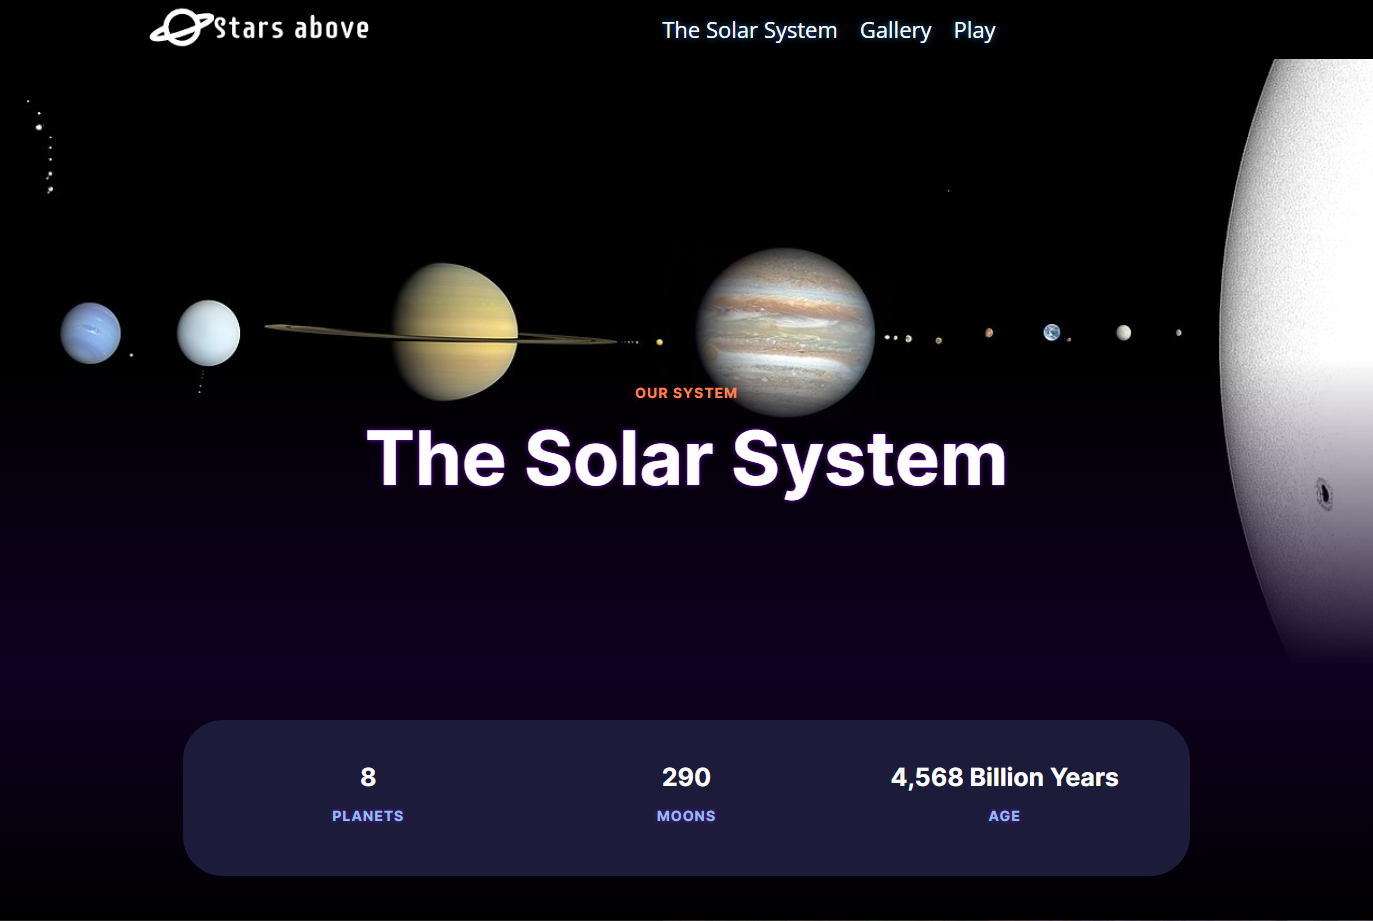 Stars above
The Solar System Gallery Play
OUR SYSTEM
The Solar System
8 290 4,568 Billion Years
PLANETS MOONS AGE